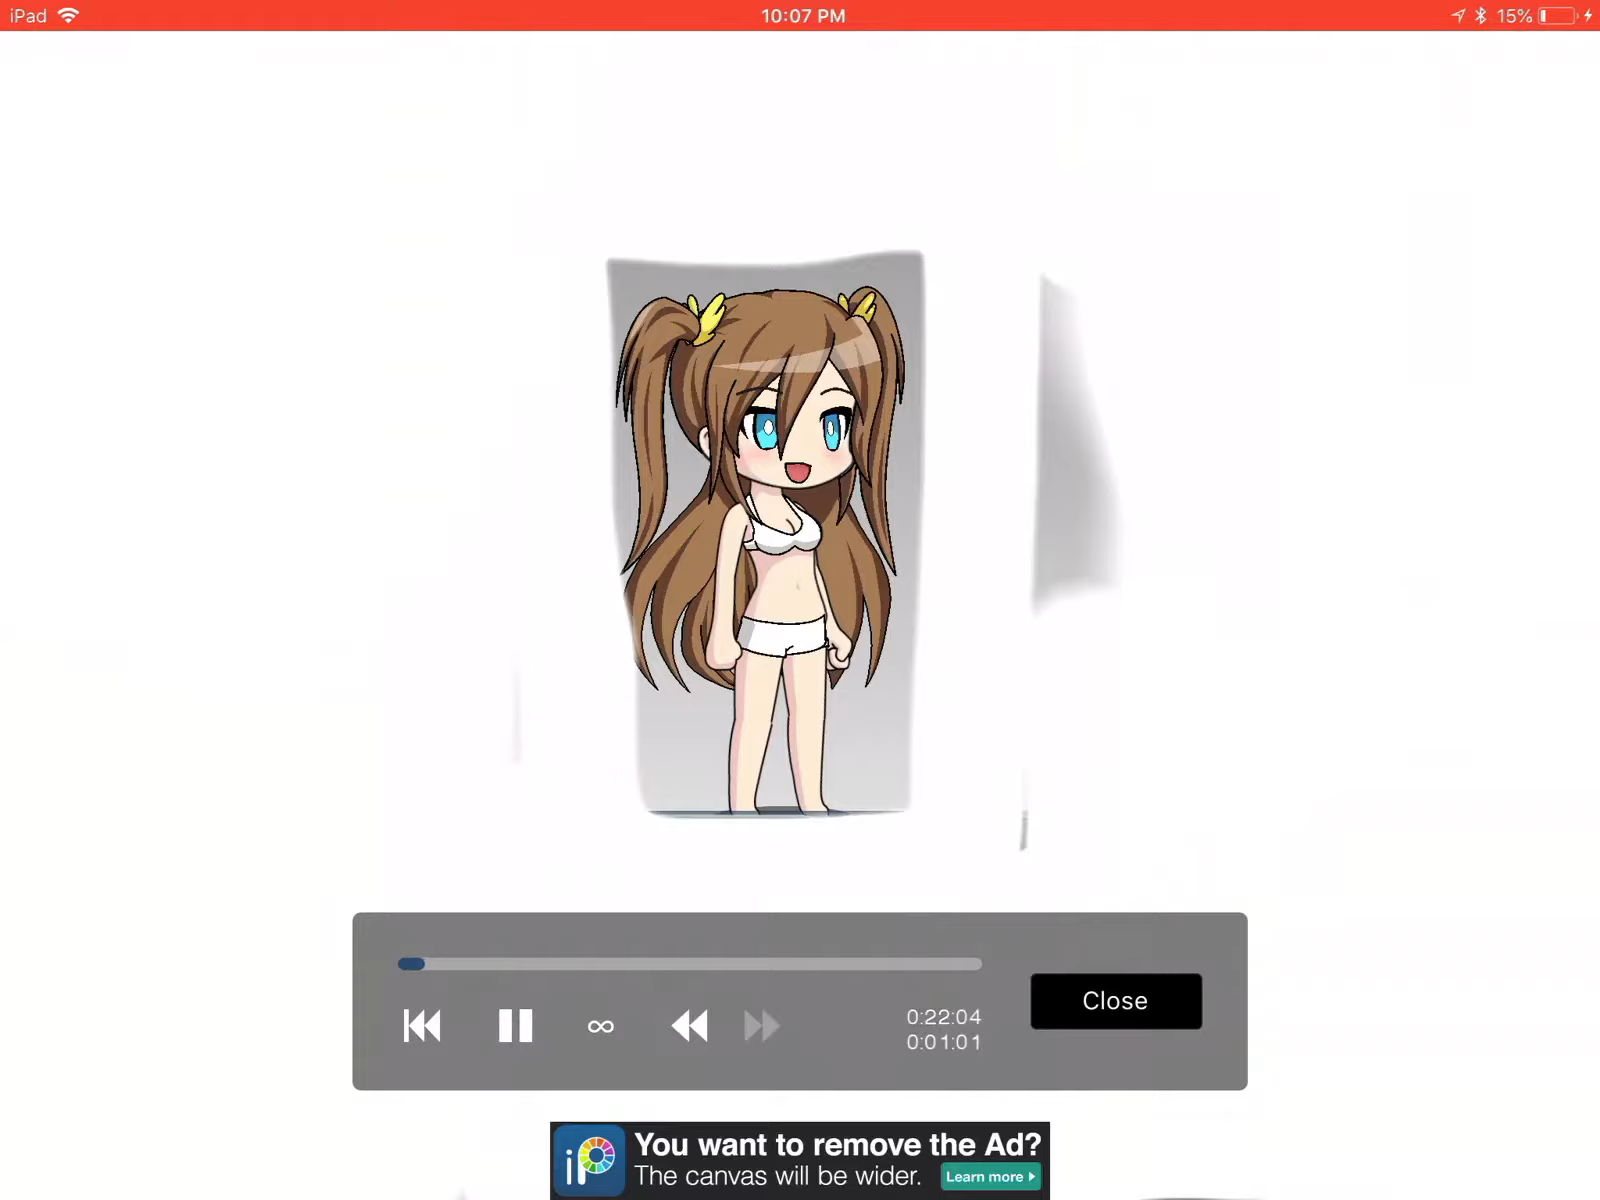 iPad 10:07 PM 15%
0:22:04
0:01:01
Close
iP
You want to remove the Ad?
The canvas will be wider. Learn more